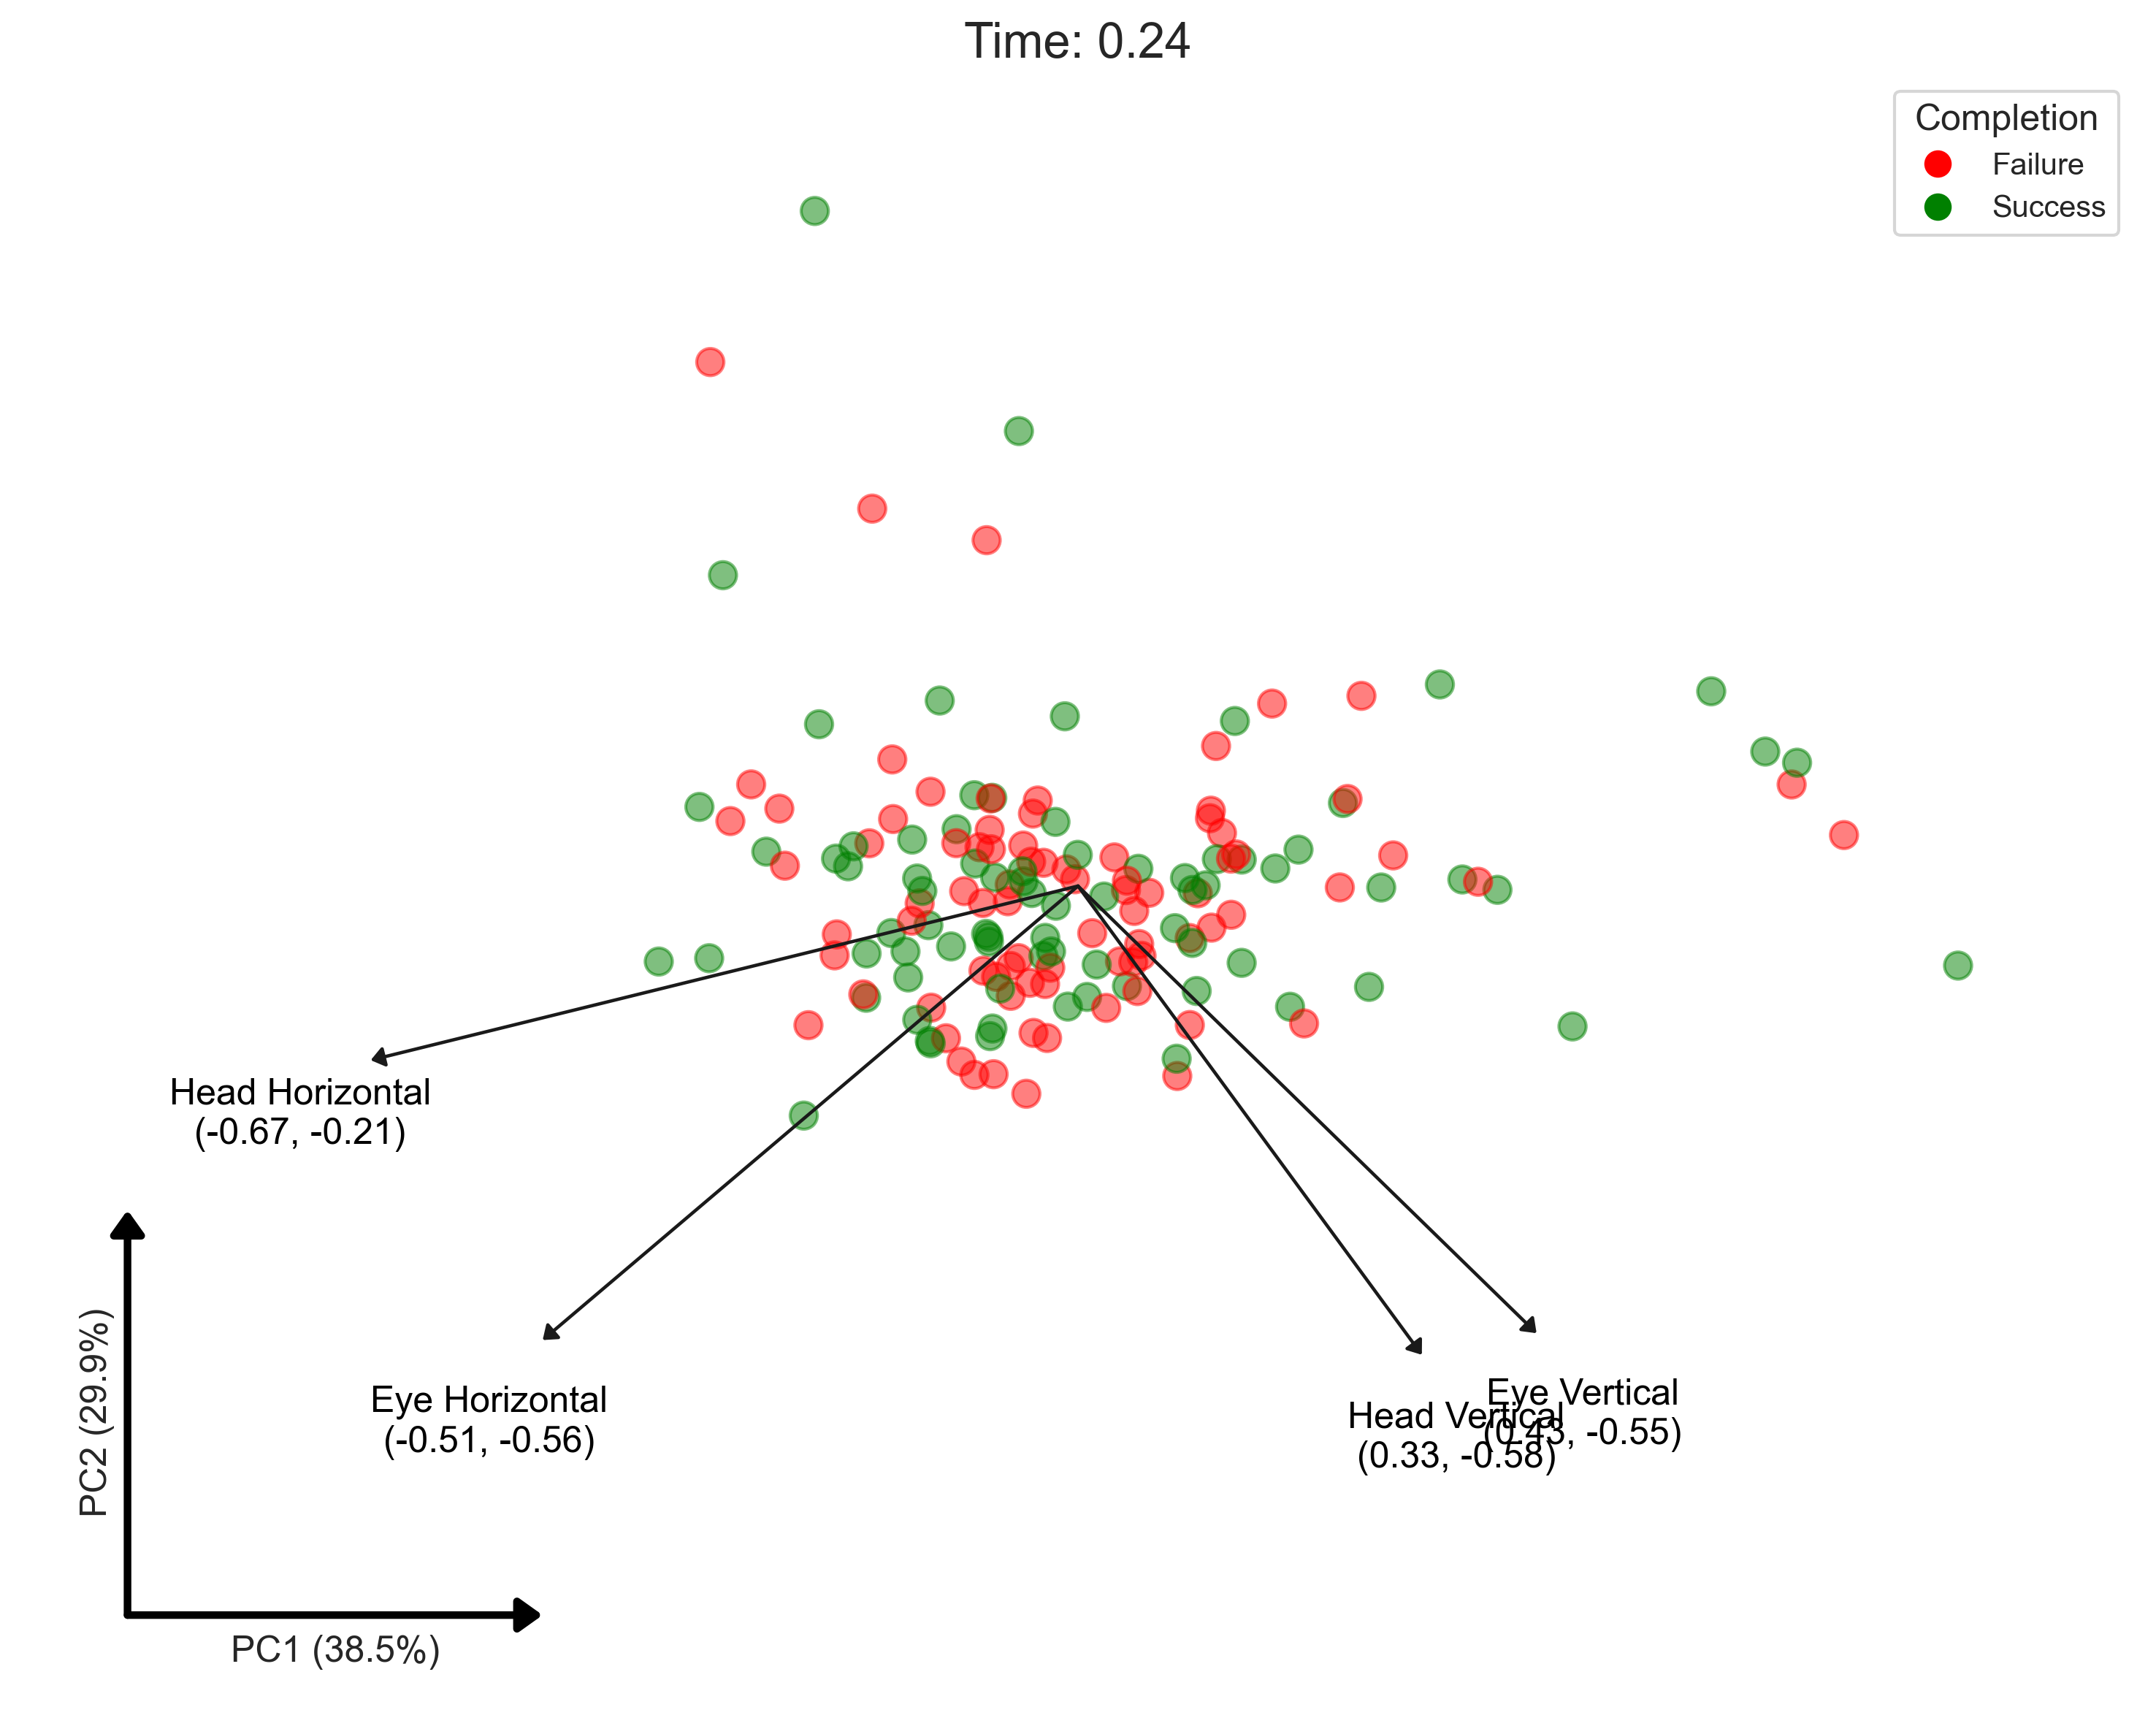 Time: 0.24
Completion
Failure
Success
Head Horizontal
(-0.67, -0.21)
Eye Horizontal
(-0.51, -0.56)
Eye Vertical
(0.43, -0.55)
Head Vertical
(0.33, -0.58)
PC2 (29.9%)
PC1 (38.5%)